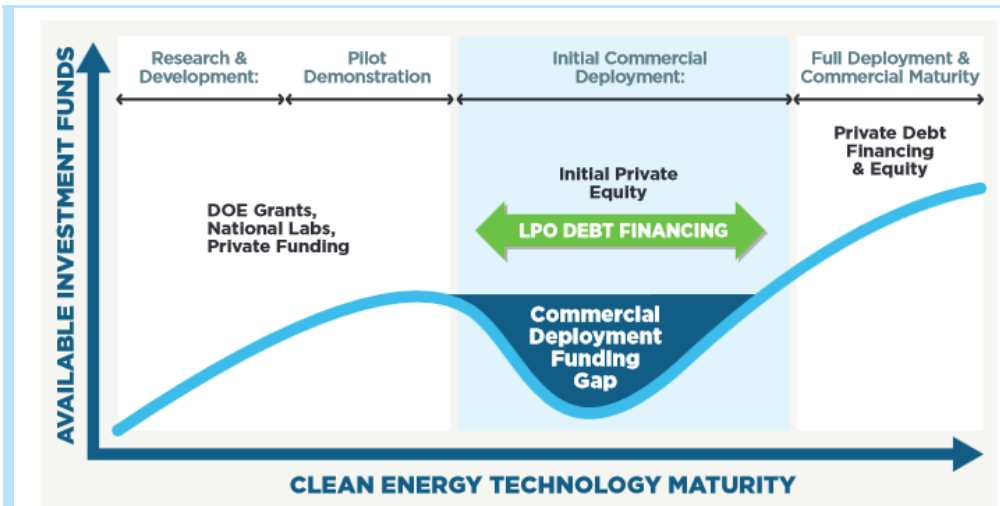 Research &
Development:
Pilot
Demonstration
Initial Commercial
Deployment:
Full Deployment &
Commercial Maturity
AVAILABLE INVESTMENT FUNDS
DOE Grants,
National Labs,
Private Funding
Initial Private
Equity
LPO DEBT FINANCING
Commercial
Deployment
Funding
Gap
Private Debt
Financing
& Equity
CLEAN ENERGY TECHNOLOGY MATURITY